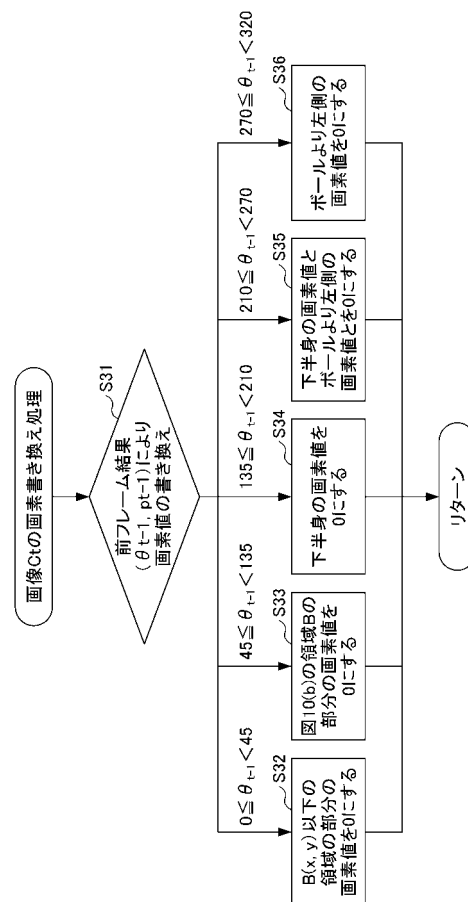 画像Ctの画素書き換え処理
S31
前フレーム結果
(θt-1, pt-1)により
画素値の書き換え
0≦θt-1<45
S32
B(x, y)以下の
領域の部分の
画素値を0にする
45≦θt-1<135
S33
図10(b)の領域Bの
部分の画素値を
0にする
135≦θt-1<210
S34
下半身の画素値を
0にする
210≦θt-1<270
S35
下半身の画素値と
ボールより左側の
画素値とを0にする
270≦θt-1<320
S36
ボールより左側の
画素値を0にする
リターン